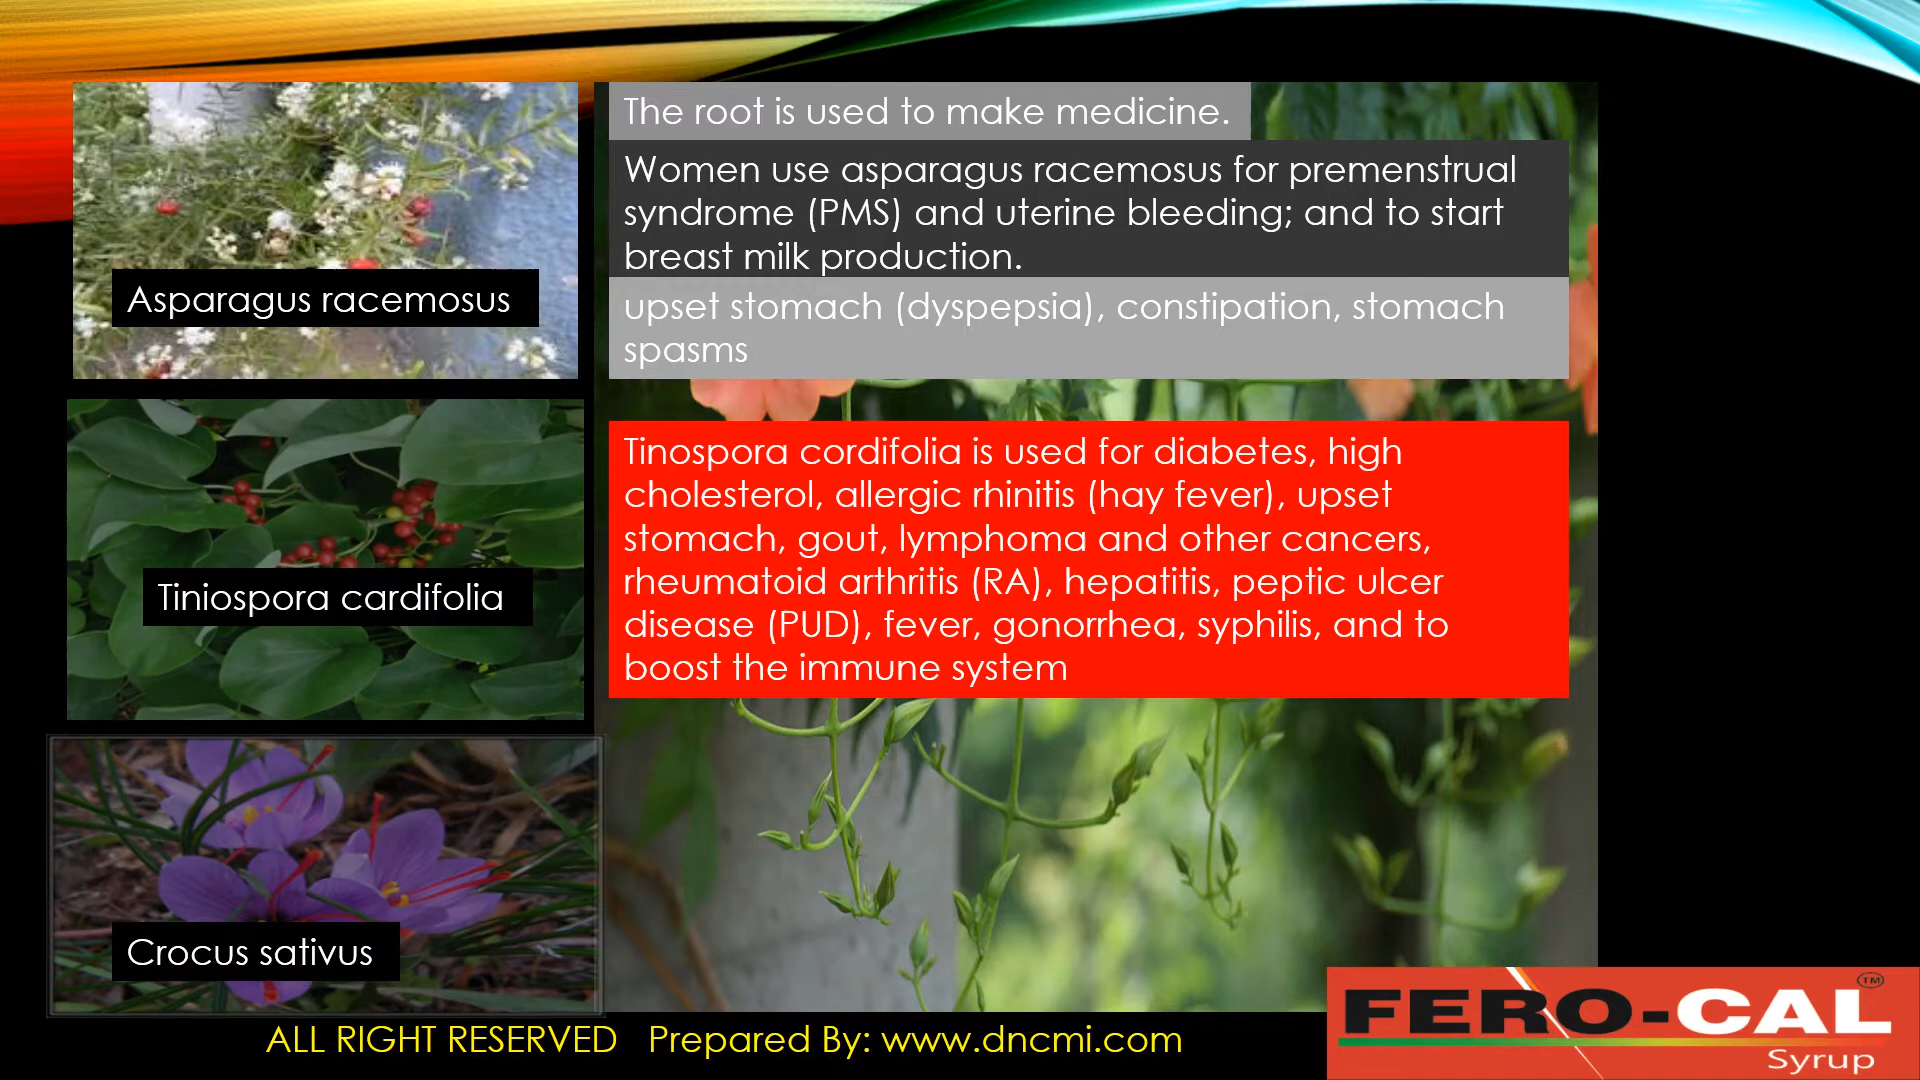 The root is used to make medicine.
Women use asparagus racemosus for premenstrual
syndrome (PMS) and uterine bleeding; and to start
breast milk production.
upset stomach (dyspepsia), constipation, stomach
spasms
Asparagus racemosus
Tinospora cordifolia is used for diabetes, high
cholesterol, allergic rhinitis (hay fever), upset
stomach, gout, lymphoma and other cancers,
rheumatoid arthritis (RA), hepatitis, peptic ulcer
disease (PUD), fever, gonorrhea, syphilis, and to
boost the immune system
Tiniospora cardifolia
Crocus sativus
ALL RIGHT RESERVED Prepared By: www.dncmi.com
FERO-CAL TM
Syrup